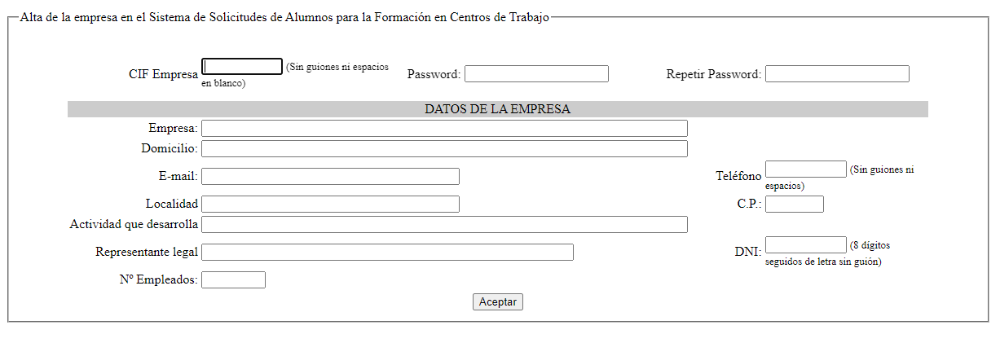 Alta de la empresa en el Sistema de Solicitudes de Alumnos para la Formación en Centros de Trabajo
CIF Empresa (Sin guiones ni espacios en blanco) Password: Repetir Password:
DATOS DE LA EMPRESA
Empresa:
Domicilio:
E-mail: Teléfono (Sin guiones ni espacios)
Localidad C.P.:
Actividad que desarrolla
Representante legal DNI: (8 dígitos seguidos de letra sin guión)
Nº Empleados:
Aceptar